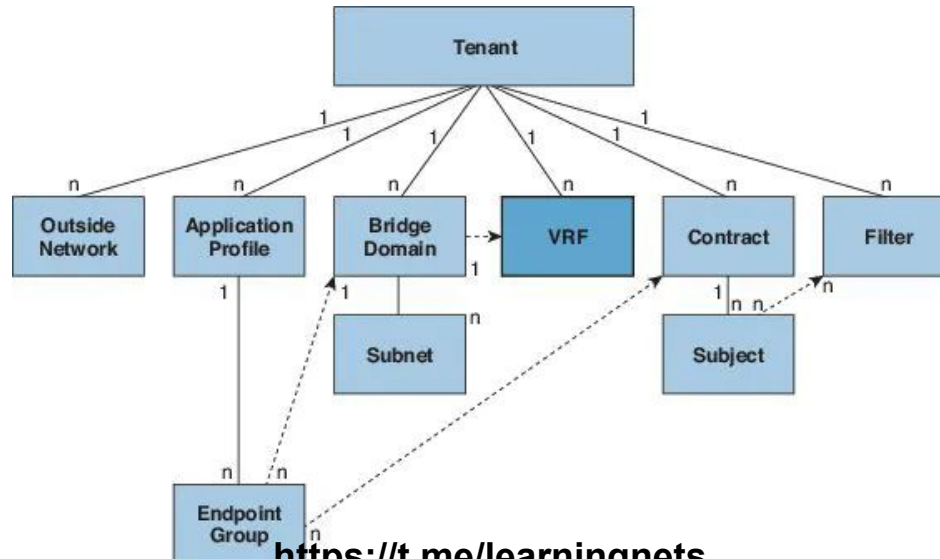 Tenant
1
1
1
1
1
1
n
n
n
n
n
n
Outside
Network
Application
Profile
Bridge
Domain
VRF
Contract
Filter
1
1
1
1
n
n
n
n
Subnet
Subject
n
n
Endpoint
Group
n
https://t.me/learningnets